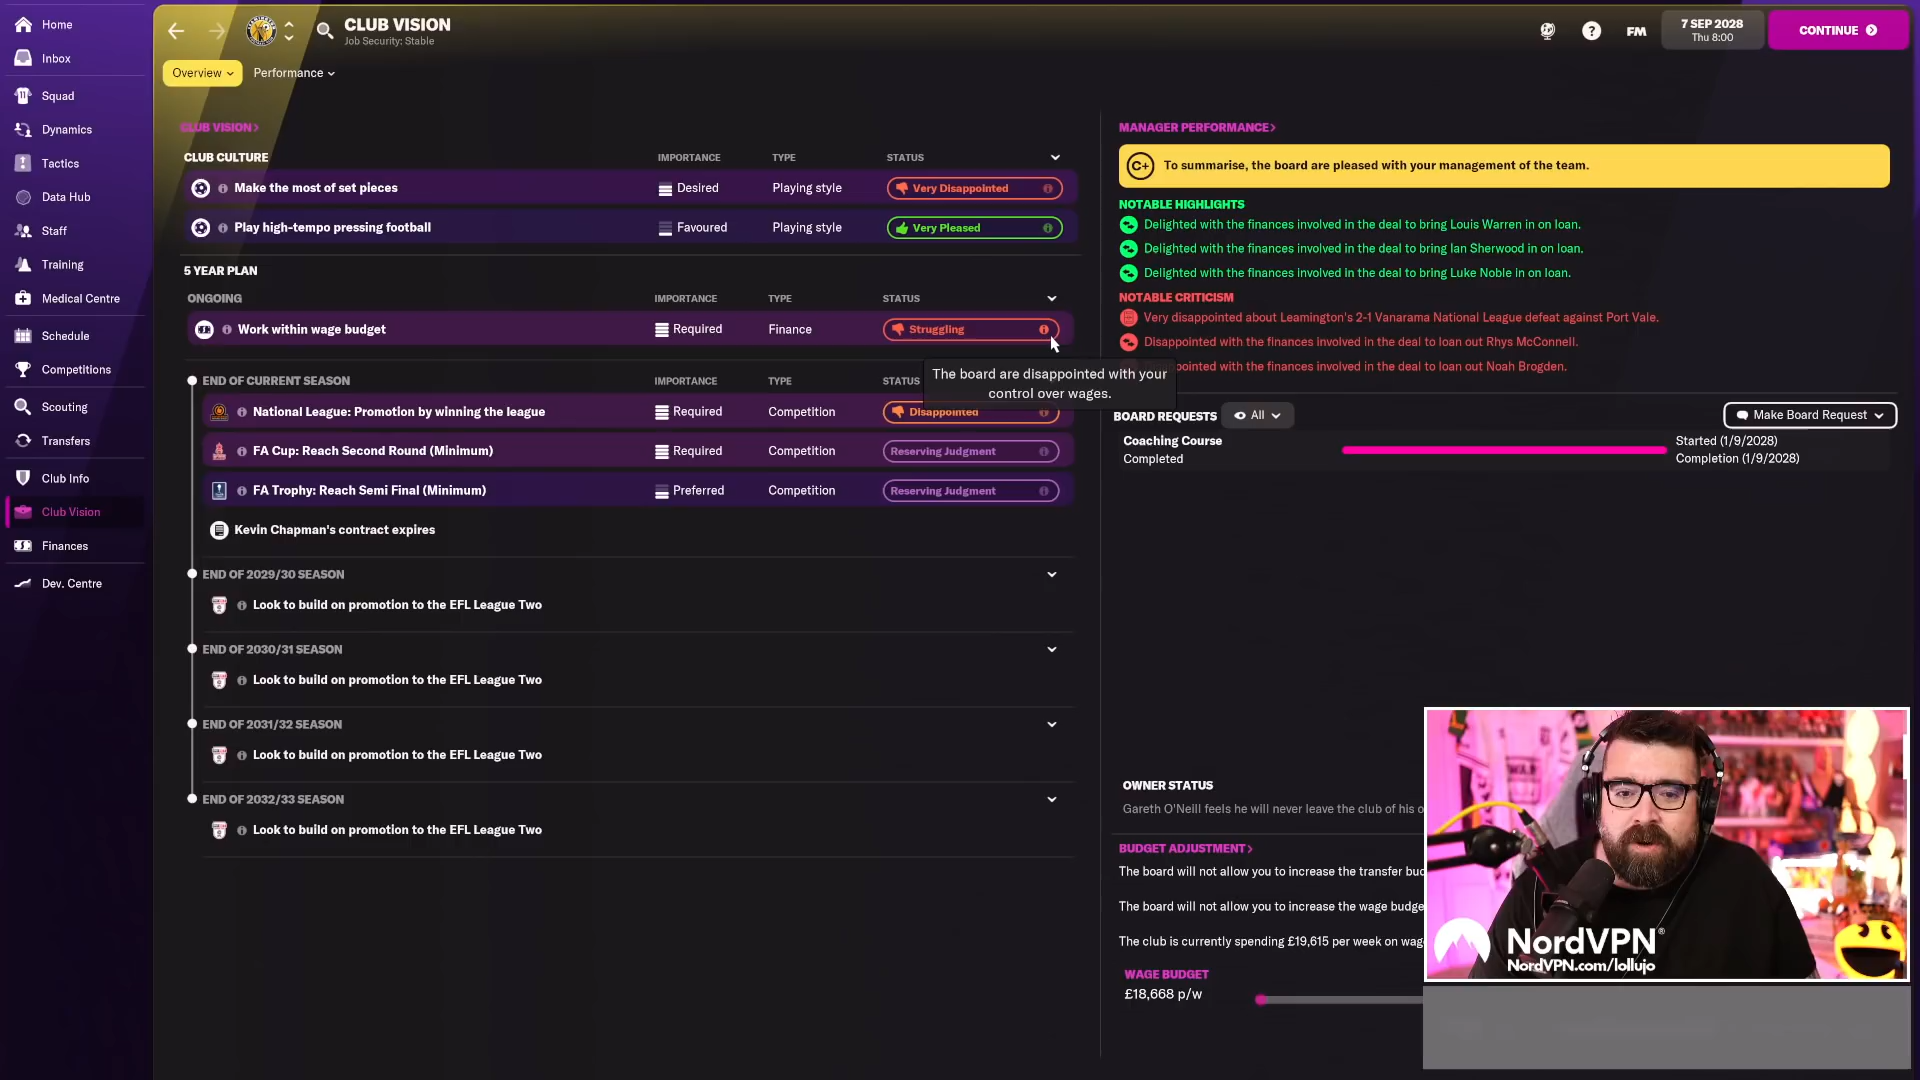 Home
Inbox
Squad
Dynamics
Tactics
Data Hub
Staff
Training
Medical Centre
Schedule
Competitions
Scouting
Transfers
Club Info
Club Vision
Finances
Dev. Centre
CLUB VISION
Job Security: Stable
FM
7 SEP 2028
Thu 8:00
CONTINUE
Overview
Performance
CLUB VISION >
CLUB CULTURE IMPORTANCE TYPE STATUS
Make the most of set pieces Desired Playing style Very Disappointed
Play high-tempo pressing football Favoured Playing style Very Pleased
5 YEAR PLAN
ONGOING IMPORTANCE TYPE STATUS
Work within wage budget Required Finance Struggling
The board are disappointed with your
control over wages.
END OF CURRENT SEASON IMPORTANCE TYPE STATUS
National League: Promotion by winning the league Required Competition Disappointed
FA Cup: Reach Second Round (Minimum) Required Competition Reserving Judgment
FA Trophy: Reach Semi Final (Minimum) Preferred Competition Reserving Judgment
Kevin Chapman's contract expires
END OF 2029/30 SEASON
Look to build on promotion to the EFL League Two
END OF 2030/31 SEASON
Look to build on promotion to the EFL League Two
END OF 2031/32 SEASON
Look to build on promotion to the EFL League Two
END OF 2032/33 SEASON
Look to build on promotion to the EFL League Two
MANAGER PERFORMANCE >
C+ To summarise, the board are pleased with your management of the team.
NOTABLE HIGHLIGHTS
Delighted with the finances involved in the deal to bring Louis Warren in on loan.
Delighted with the finances involved in the deal to bring Ian Sherwood in on loan.
Delighted with the finances involved in the deal to bring Luke Noble in on loan.
NOTABLE CRITICISM
Very disappointed about Leamington's 2-1 Vanarama National League defeat against Port Vale.
Disappointed with the finances involved in the deal to loan out Rhys McConnell.
ppointed with the finances involved in the deal to loan out Noah Brogden.
BOARD REQUESTS All Make Board Request
Coaching Course Started (1/9/2028)
Completed Completion (1/9/2028)
OWNER STATUS
Gareth O'Neill feels he will never leave the club of his o
BUDGET ADJUSTMENT >
The board will not allow you to increase the transfer bud
The board will not allow you to increase the wage budge
The club is currently spending £19,615 per week on wag
WAGE BUDGET
£18,668 p/w
NordVPN®
NordVPN.com/lollujo